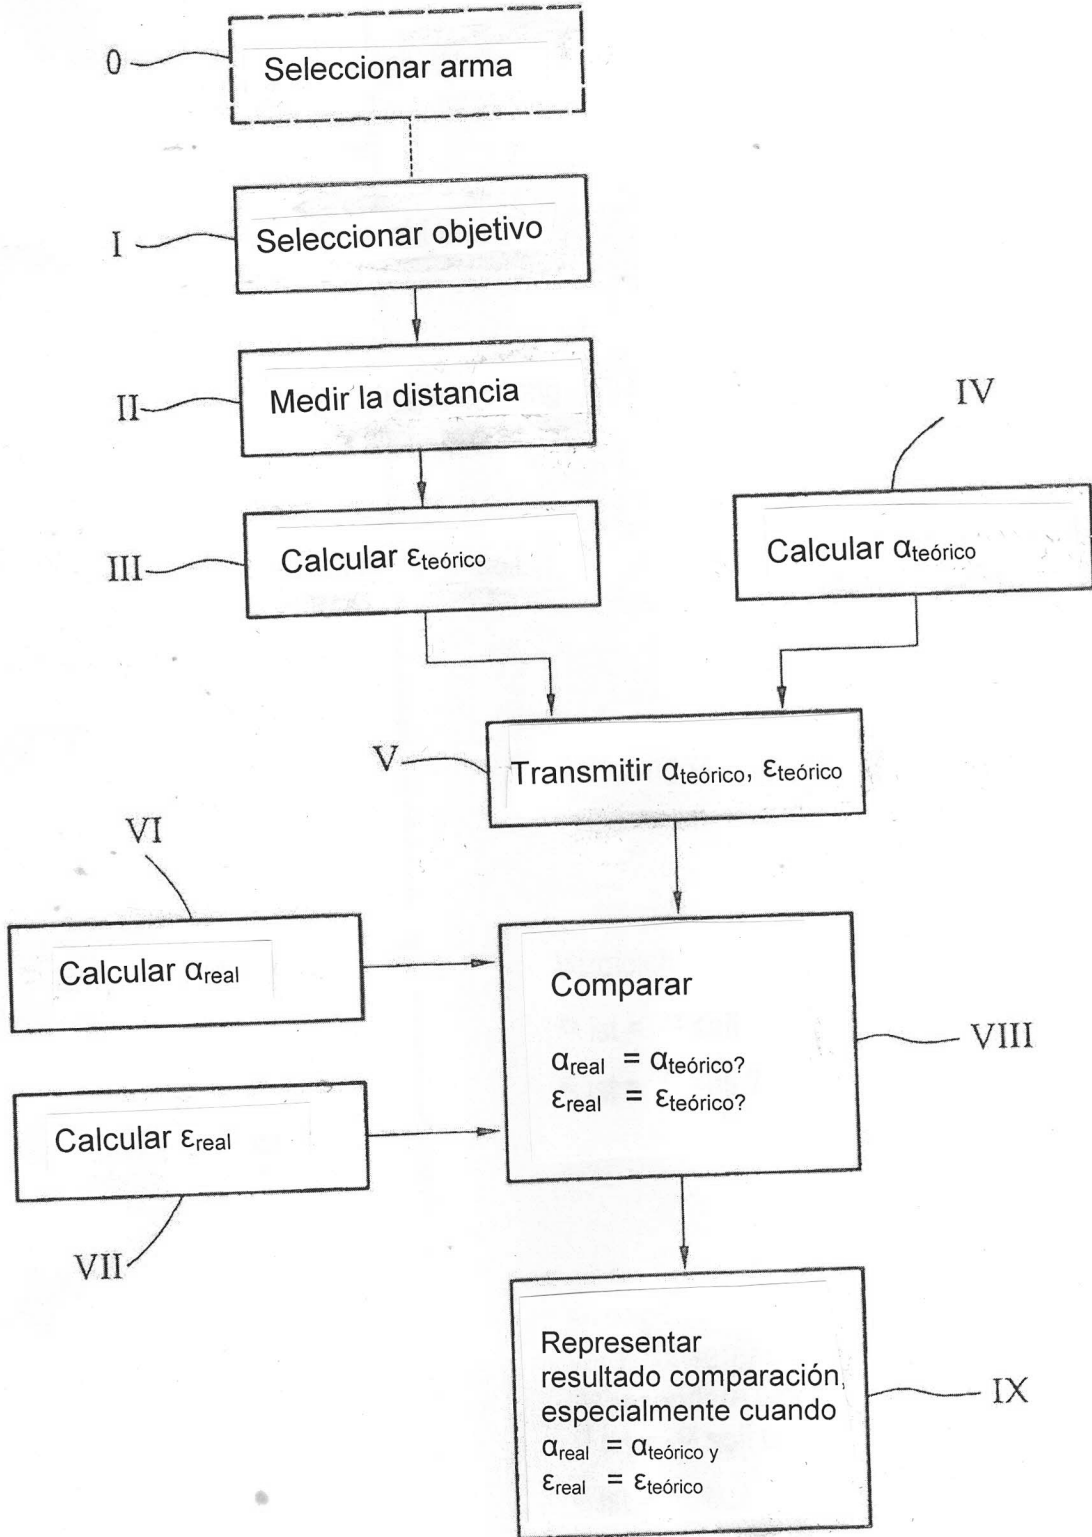 0
Seleccionar arma
I
Seleccionar objetivo
II
Medir la distancia
IV
III
Calcular εteórico
Calcular αteórico
V
Transmitir αteórico, εteórico
VI
Calcular αreal
Comparar
αreal = αteórico?
εreal = εteórico?
VIII
Calcular εreal
VII
Representar
resultado comparación,
especialmente cuando
αreal = αteórico y
εreal = εteórico
IX